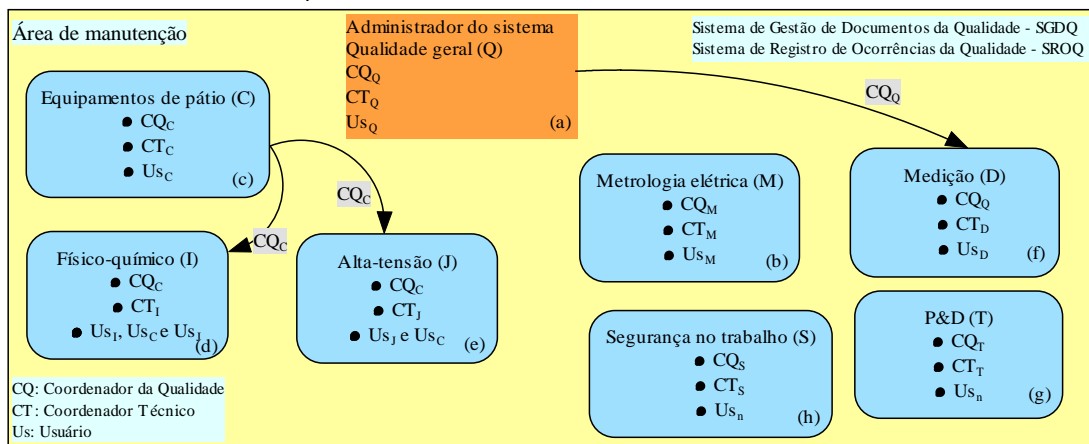 Área de manutenção
Administrador do sistema
Qualidade geral (Q)
CQQ
CTQ
UsQ
(a)
Sistema de Gestão de Documentos da Qualidade - SGDQ
Sistema de Registro de Ocorrências da Qualidade - SROQ
CQQ
Equipamentos de pátio (C)
CQC
CTC
UsC
(c)
CQC
CQC
Físico-químico (I)
CQC
CTI
UsI, UsC e UsJ
(d)
Alta-tensão (J)
CQC
CTJ
UsJ e UsC
(e)
Metrologia elétrica (M)
CQM
CTM
UsM
(b)
Medição (D)
CQQ
CTD
UsD
(f)
Segurança no trabalho (S)
CQS
CTS
Usn
(h)
P&D (T)
CQT
CTT
Usn
(g)
CQ: Coordenador da Qualidade
CT: Coordenador Técnico
Us: Usuário